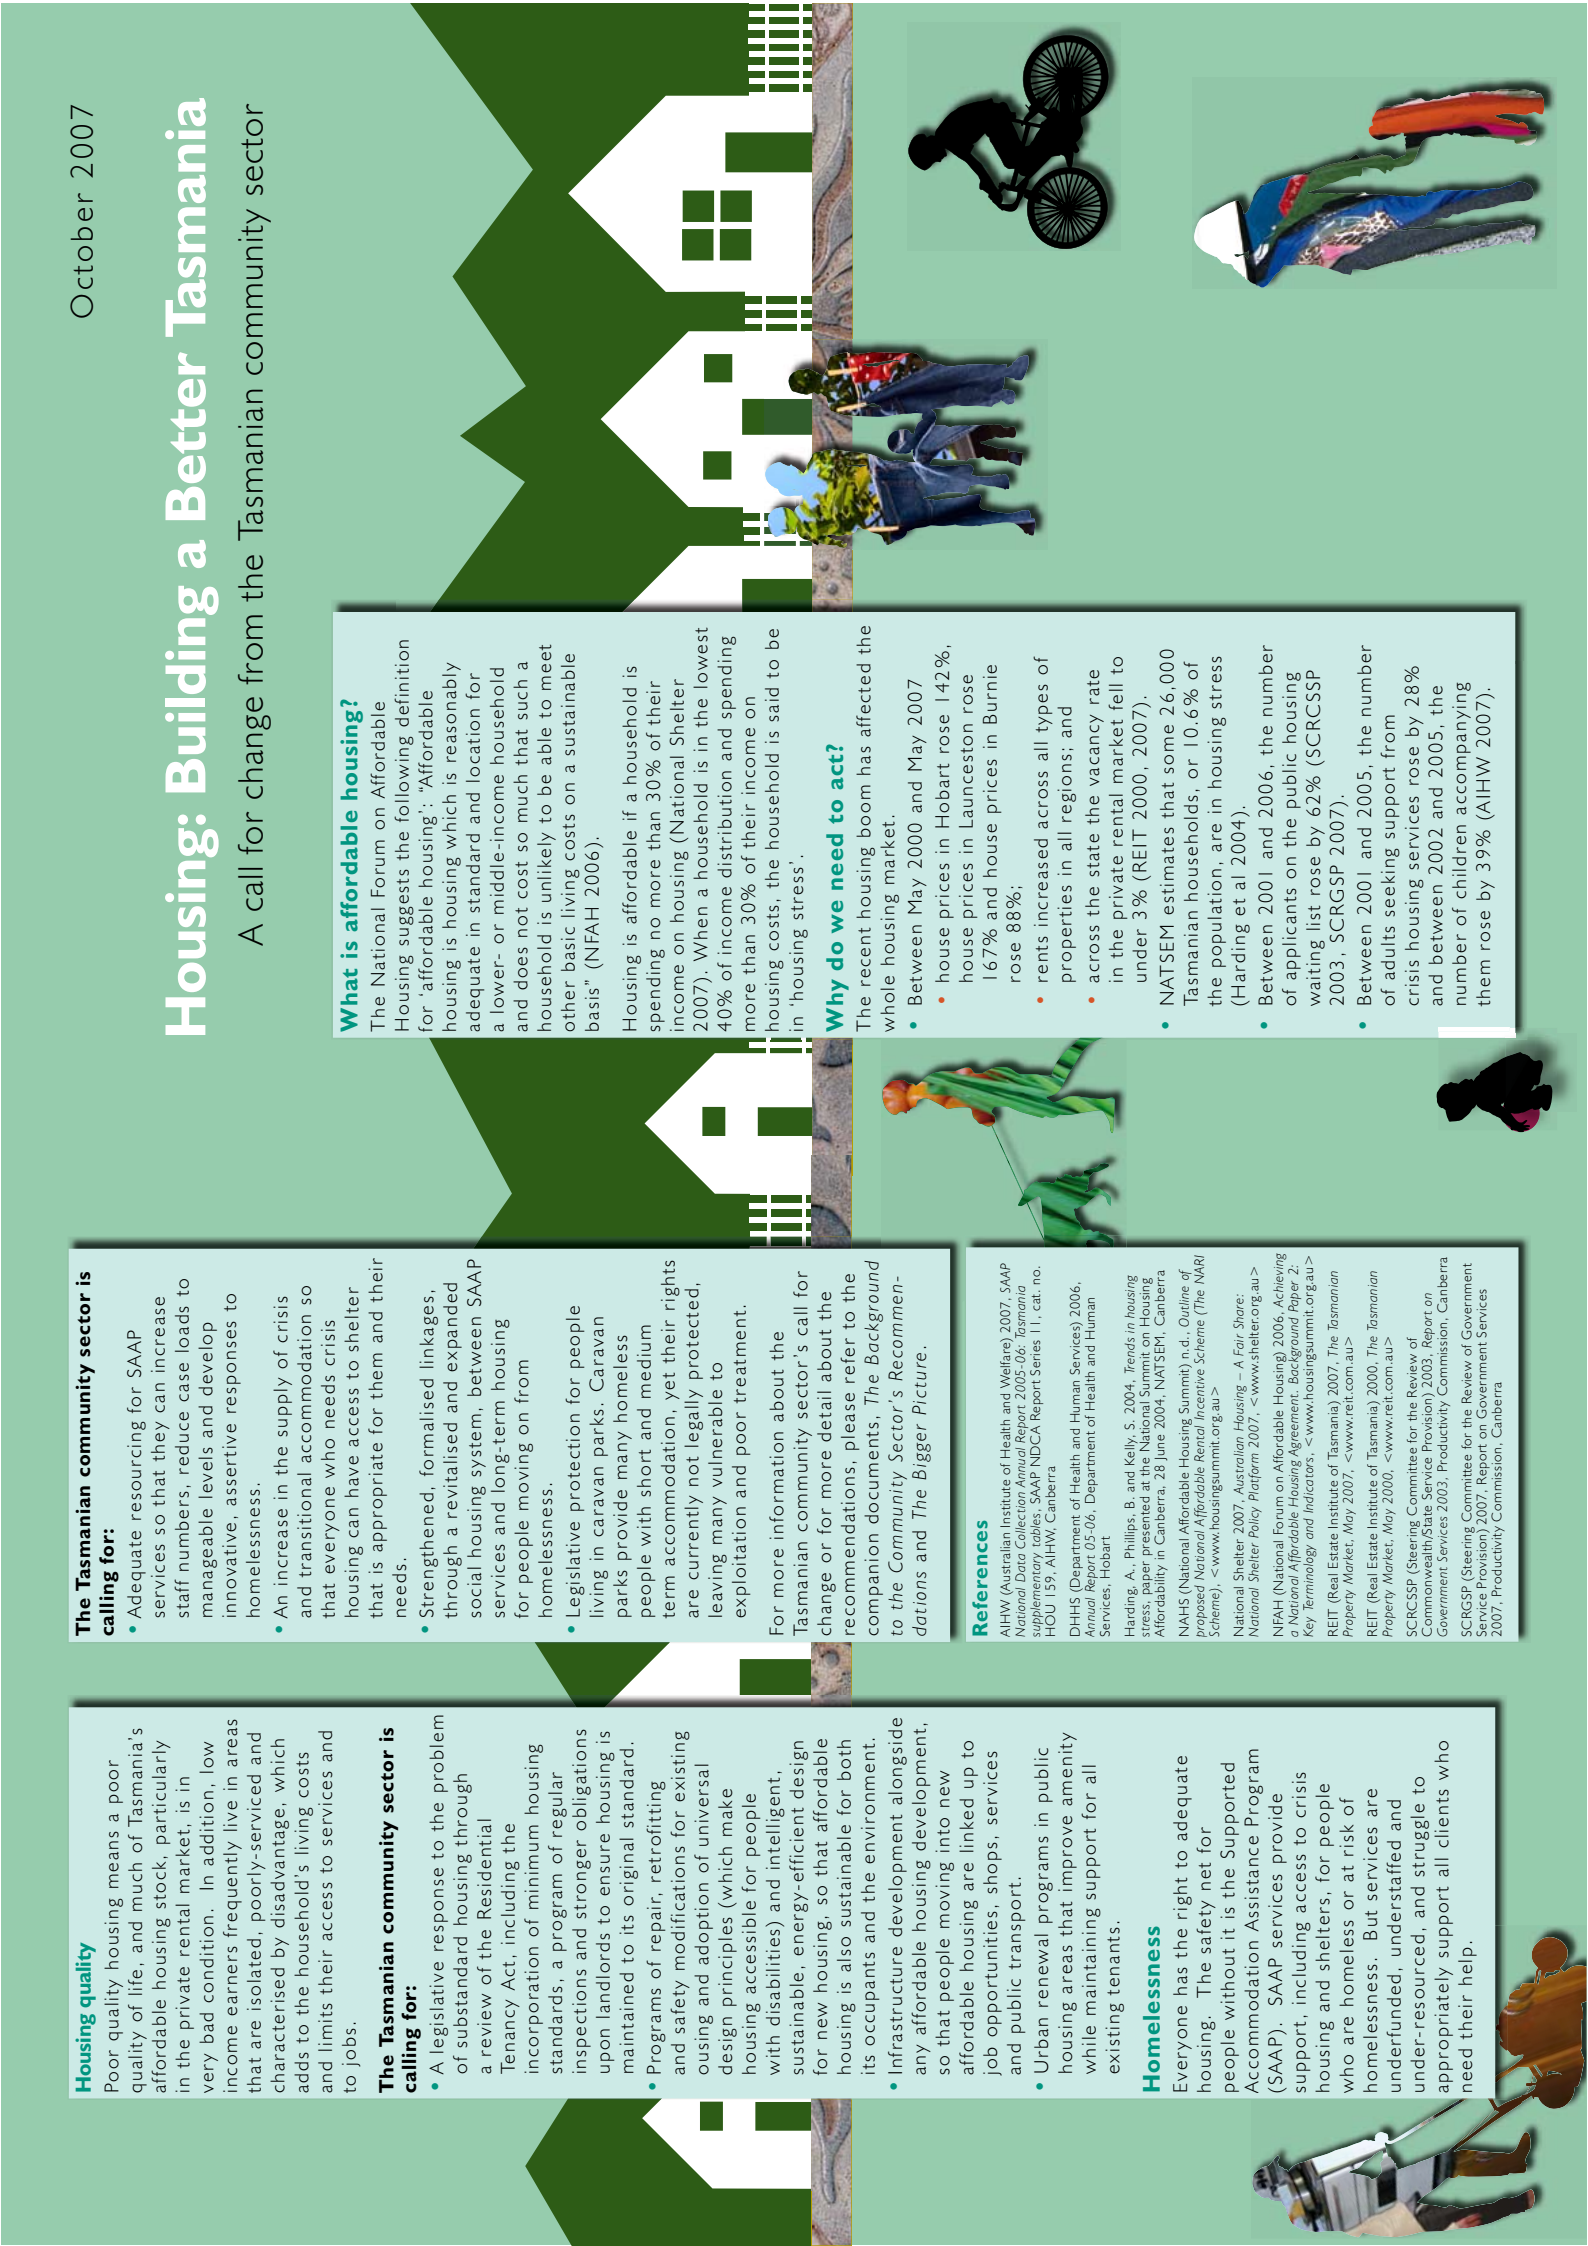 Housing quality
Poor quality housing means a poor
quality of life, and much of Tasmania's
affordable housing stock, particularly
in the private rental market, is in
very bad condition.  In addition, low
income earners frequently live in areas
that are isolated, poorly-serviced and
characterised by disadvantage, which
adds to the household's living costs
and limits their access to services and
to jobs.
The Tasmanian community sector is
calling for:
• A legislative response to the problem
of substandard housing through
a review of the Residential
Tenancy Act, including the
incorporation of minimum housing
standards, a program of regular
inspections and stronger obligations
upon landlords to ensure housing is
maintained to its original standard.
• Programs of repair, retrofitting
and safety modifications for existing
ousing and adoption of universal
design principles (which make
housing accessible for people
with disabilities) and intelligent,
sustainable, energy-efficient design
for new housing, so that affordable
housing is also sustainable for both
its occupants and the environment.
• Infrastructure development alongside
any affordable housing development,
so that people moving into new
affordable housing are linked up to
job opportunities, shops, services
and public transport.
• Urban renewal programs in public
housing areas that improve amenity
while maintaining support for all
existing tenants.
Homelessness
Everyone has the right to adequate
housing.  The safety net for
people without it is the Supported
Accommodation Assistance Program
(SAAP).  SAAP services provide
support, including access to crisis
housing and shelters, for people
who are homeless or at risk of
homelessness.  But services are
underfunded, understaffed and
under-resourced, and struggle to
appropriately support all clients who
need their help.
The Tasmanian community sector is
calling for:
• Adequate resourcing for SAAP
services so that they can increase
staff numbers, reduce case loads to
manageable levels and develop
innovative, assertive responses to
homelessness.
• An increase in the supply of crisis
and transitional accommodation so
that everyone who needs crisis
housing can have access to shelter
that is appropriate for them and their
needs.
• Strengthened, formalised linkages,
through a revitalised and expanded
social housing system, between SAAP
services and long-term housing
for people moving on from
homelessness.
• Legislative protection for people
living in caravan parks. Caravan
parks provide many homeless
people with short and medium
term accommodation, yet their rights
are currently not legally protected,
leaving many vulnerable to
exploitation and poor treatment.
For more information about the
Tasmanian community sector's call for
change or for more detail about the
recommendations, please refer to the
companion documents, The Background
to the Community Sector's Recommen-
dations and The Bigger Picture.
References
AIHW (Australian Institute of Health and Welfare) 2007, SAAP
National Data Collection Annual Report 2005-06: Tasmania
supplementary tables, SAAP NDCA Report Series 11, cat. no.
HOU 159, AIHW, Canberra
DHHS (Department of Health and Human Services) 2006,
Annual Report 05-06, Department of Health and Human
Services, Hobart
Harding, A., Phillips, B. and Kelly, S. 2004, Trends in housing
stress, paper presented at the National Summit on Housing
Affordability in Canberra, 28 June 2004, NATSEM, Canberra
NAHS (National Affordable Housing Summit) n.d., Outline of
proposed National Affordable Rental Incentive Scheme (The NARI
Scheme), <www.housingsummit.org.au>
National Shelter 2007, Australian Housing – A Fair Share:
National Shelter Policy Platform 2007, <www.shelter.org.au>
NFAH (National Forum on Affordable Housing) 2006, Achieving
a National Affordable Housing Agreement. Background Paper 2:
Key Terminology and Indicators, <www.housingsummit.org.au>
REIT (Real Estate Institute of Tasmania) 2007, The Tasmanian
Property Market, May 2007, <www.reit.com.au>
REIT (Real Estate Institute of Tasmania) 2000, The Tasmanian
Property Market, May 2000, <www.reit.com.au>
SCRCSSP (Steering Committee for the Review of
Commonwealth/State Service Provision) 2003, Report on
Government Services 2003, Productivity Commission, Canberra
SCRGSP (Steering Committee for the Review of Government
Service Provision) 2007, Report on Government Services
2007, Productivity Commission, Canberra
October 2007
Housing: Building a Better Tasmania
A call for change from the Tasmanian community sector
What is affordable housing?
The National Forum on Affordable
Housing suggests the following definition
for 'affordable housing': "Affordable
housing is housing which is reasonably
adequate in standard and location for
a lower- or middle-income household
and does not cost so much that such a
household is unlikely to be able to meet
other basic living costs on a sustainable
basis" (NFAH 2006).
Housing is affordable if a household is
spending no more than 30% of their
income on housing (National Shelter
2007). When a household is in the lowest
40% of income distribution and spending
more than 30% of their income on
housing costs, the household is said to be
in 'housing stress'.
Why do we need to act?
The recent housing boom has affected the
whole housing market.
• Between May 2000 and May 2007
• house prices in Hobart rose 142%,
house prices in Launceston rose
167% and house prices in Burnie
rose 88%;
• rents increased across all types of
properties in all regions; and
• across the state the vacancy rate
in the private rental market fell to
under 3% (REIT 2000, 2007).
• NATSEM estimates that some 26,000
Tasmanian households, or 10.6% of
the population, are in housing stress
(Harding et al 2004).
• Between 2001 and 2006, the number
of applicants on the public housing
waiting list rose by 62% (SCRCSSP
2003, SCRGSP 2007).
• Between 2001 and 2005, the number
of adults seeking support from
crisis housing services rose by 28%
and between 2002 and 2005, the
number of children accompanying
them rose by 39% (AIHW 2007).